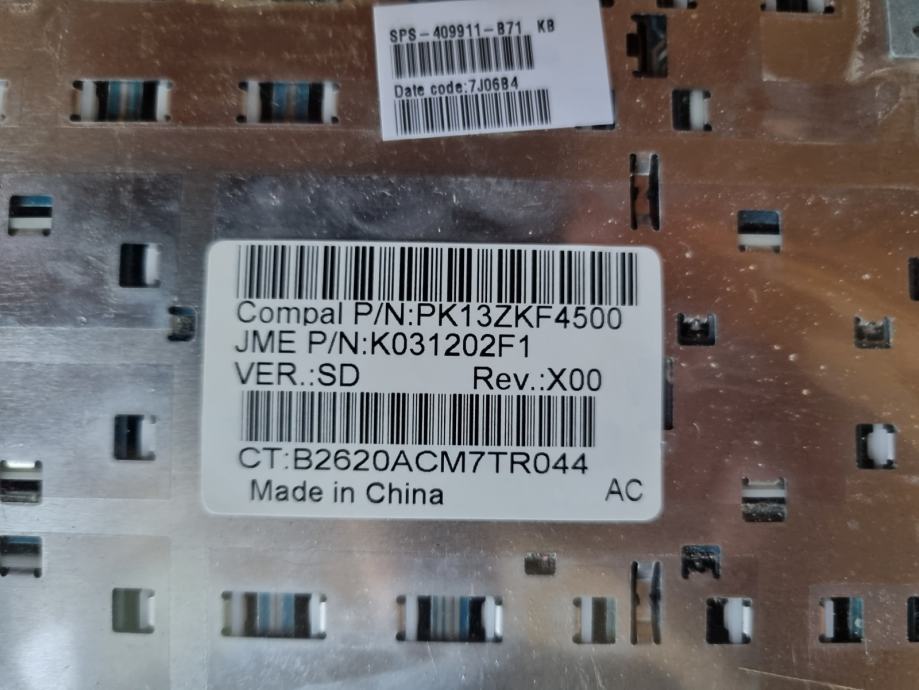 SPS-409911-B71 KB
Date code:7J06B4
Compal P/N:PK13ZKF4500
JME P/N:K031202F1
VER.:SD Rev.:X00
CT:B2620ACM7TR044
Made in China AC